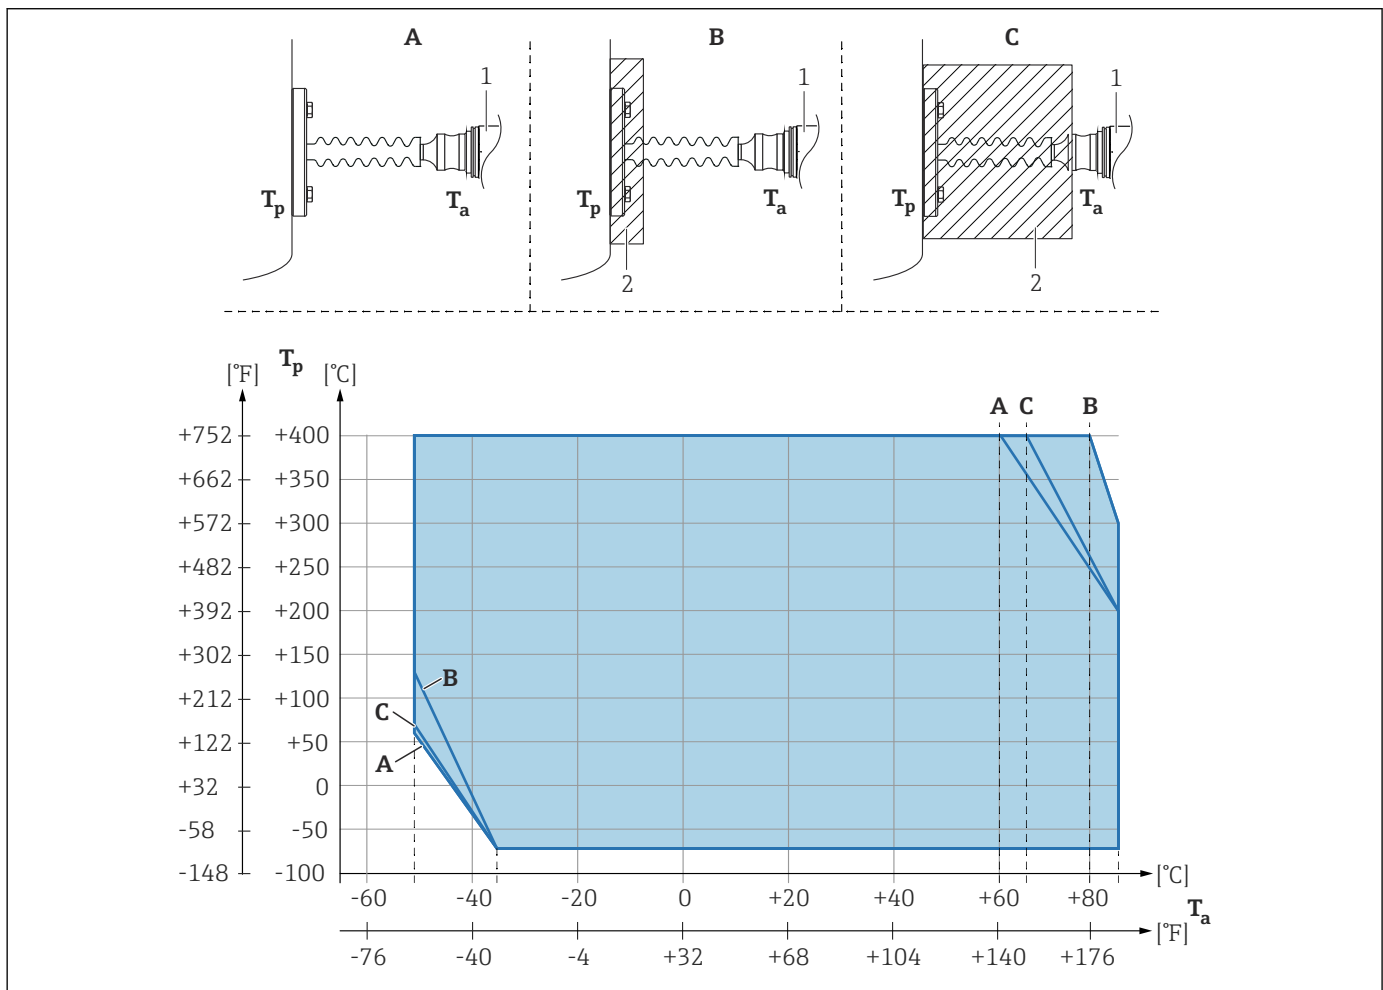 A B C
1 1 1
Tp Ta Tp Ta Tp Ta
2 2
[°F] Tp [°C]
A C B
+752 +400
+662 +350
+572 +300
+482 +250
+392 +200
+302 +150
B
+212 +100
C
+122 +50
A
+32 0
-58 -50
-148 -100
[°C]
-60 -40 -20 0 +20 +40 +60 +80
Ta
[°F]
-76 -40 -4 +32 +68 +104 +140 +176